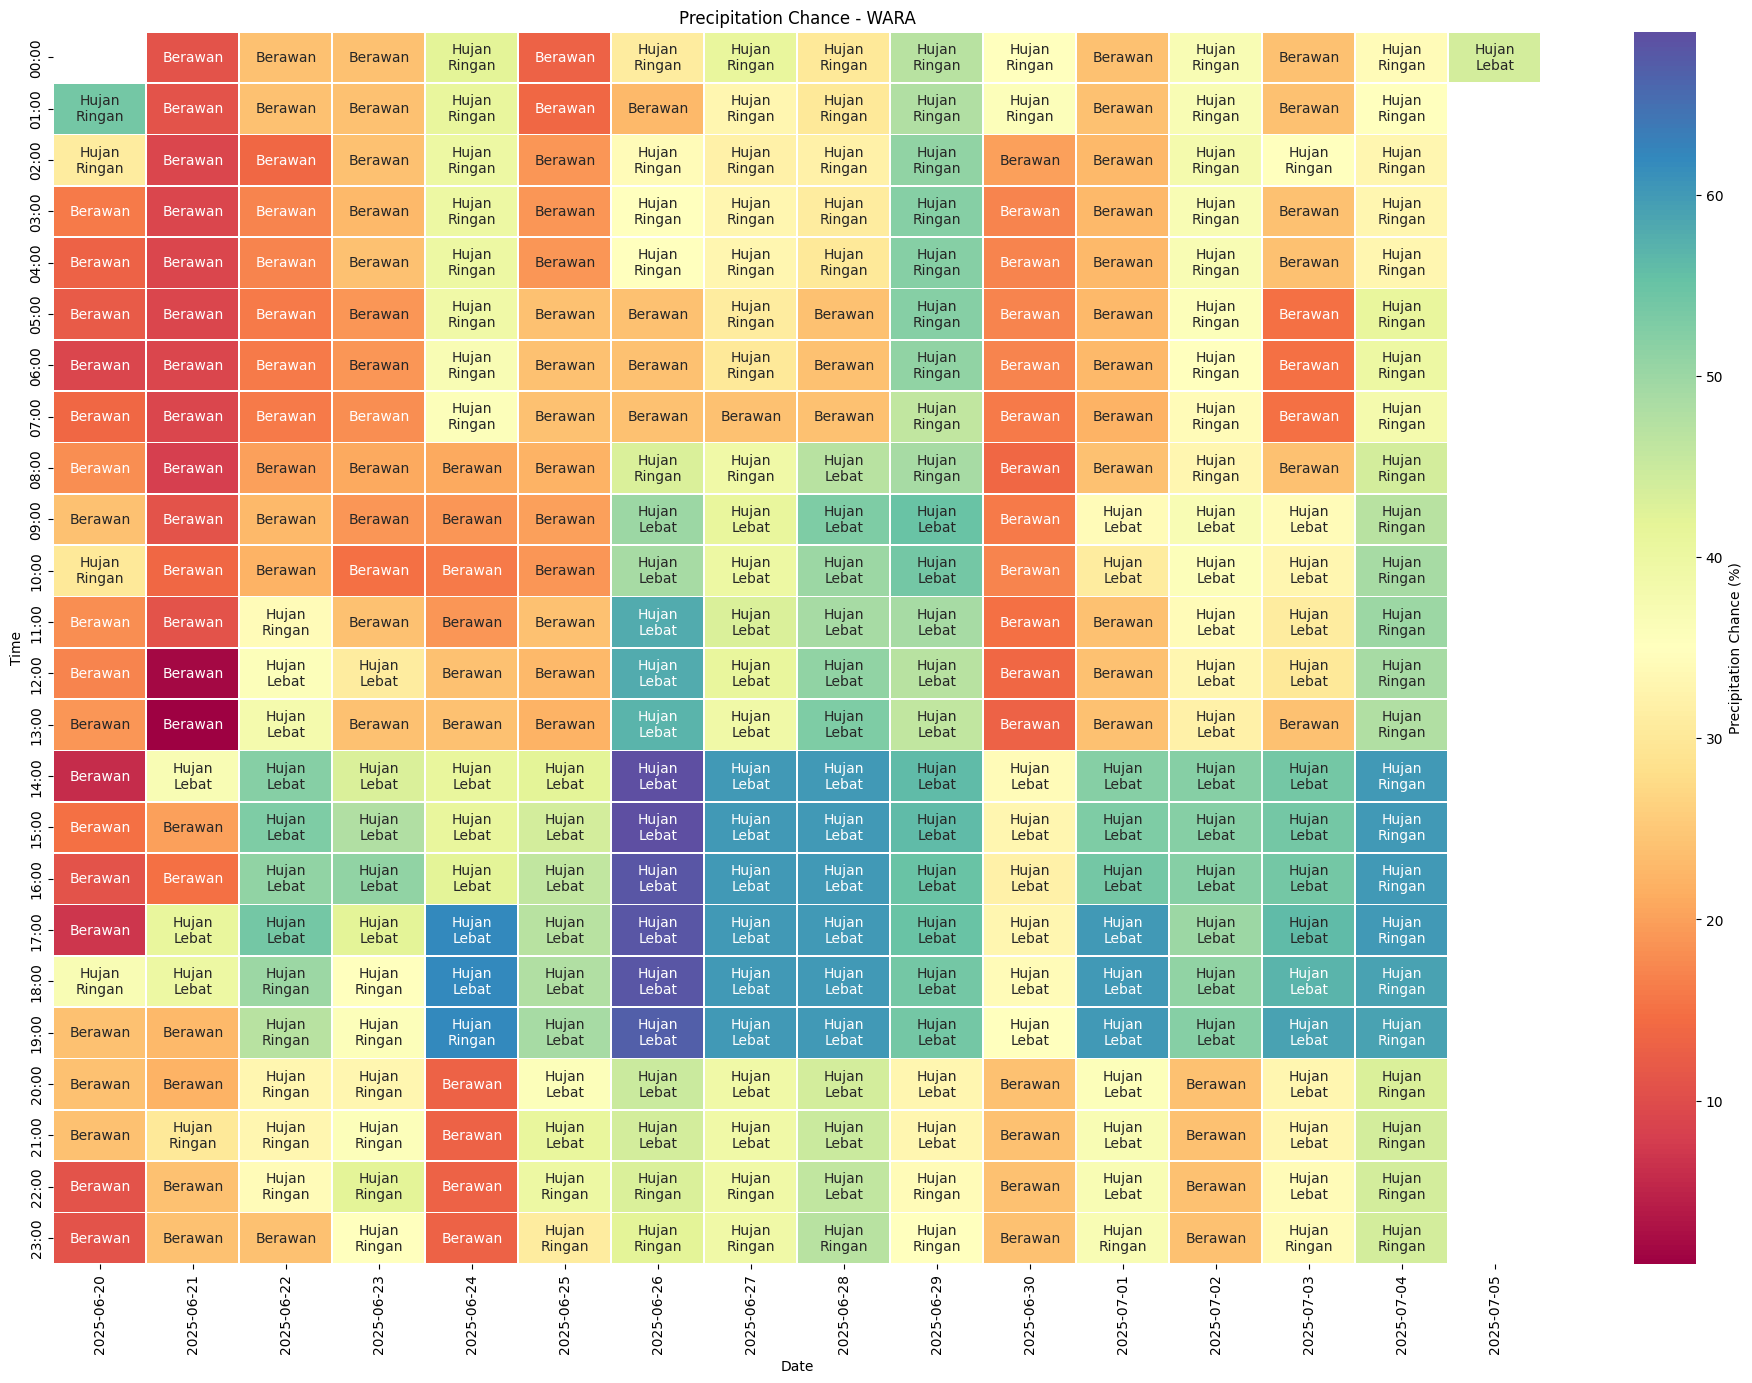 Precipitation Chance - WARA
00:00 Berawan Berawan Berawan Hujan Ringan Berawan Hujan Ringan Hujan Ringan Hujan Ringan Hujan Ringan Hujan Ringan Berawan Hujan Ringan Berawan Hujan Ringan Hujan Lebat
01:00 Hujan Ringan Berawan Berawan Berawan Hujan Ringan Berawan Berawan Hujan Ringan Hujan Ringan Hujan Ringan Hujan Ringan Berawan Hujan Ringan Berawan Hujan Ringan
02:00 Hujan Ringan Berawan Berawan Berawan Hujan Ringan Berawan Hujan Ringan Hujan Ringan Hujan Ringan Hujan Ringan Berawan Berawan Hujan Ringan Hujan Ringan Hujan Ringan
03:00 Berawan Berawan Berawan Berawan Hujan Ringan Berawan Hujan Ringan Hujan Ringan Hujan Ringan Hujan Ringan Berawan Berawan Hujan Ringan Berawan Hujan Ringan
04:00 Berawan Berawan Berawan Berawan Hujan Ringan Berawan Hujan Ringan Hujan Ringan Hujan Ringan Hujan Ringan Berawan Berawan Hujan Ringan Berawan Hujan Ringan
05:00 Berawan Berawan Berawan Berawan Hujan Ringan Berawan Berawan Hujan Ringan Berawan Hujan Ringan Berawan Berawan Hujan Ringan Berawan Hujan Ringan
06:00 Berawan Berawan Berawan Berawan Hujan Ringan Berawan Berawan Hujan Ringan Berawan Hujan Ringan Berawan Berawan Hujan Ringan Berawan Hujan Ringan
07:00 Berawan Berawan Berawan Berawan Hujan Ringan Berawan Berawan Berawan Berawan Hujan Ringan Berawan Berawan Hujan Ringan Berawan Hujan Ringan
08:00 Berawan Berawan Berawan Berawan Berawan Berawan Hujan Ringan Hujan Ringan Hujan Lebat Hujan Ringan Berawan Berawan Hujan Ringan Berawan Hujan Ringan
09:00 Berawan Berawan Berawan Berawan Berawan Berawan Hujan Lebat Hujan Lebat Hujan Lebat Hujan Lebat Berawan Hujan Lebat Hujan Lebat Hujan Lebat Hujan Ringan
10:00 Hujan Ringan Berawan Berawan Berawan Berawan Berawan Hujan Lebat Hujan Lebat Hujan Lebat Hujan Lebat Berawan Hujan Lebat Hujan Lebat Hujan Lebat Hujan Ringan
11:00 Berawan Berawan Hujan Ringan Berawan Berawan Berawan Hujan Lebat Hujan Lebat Hujan Lebat Hujan Lebat Berawan Berawan Hujan Lebat Hujan Lebat Hujan Ringan
12:00 Berawan Berawan Hujan Lebat Hujan Lebat Berawan Berawan Hujan Lebat Hujan Lebat Hujan Lebat Hujan Lebat Berawan Berawan Hujan Lebat Hujan Lebat Hujan Ringan
13:00 Berawan Berawan Hujan Lebat Berawan Berawan Berawan Hujan Lebat Hujan Lebat Hujan Lebat Hujan Lebat Berawan Berawan Hujan Lebat Berawan Hujan Ringan
14:00 Berawan Hujan Lebat Hujan Lebat Hujan Lebat Hujan Lebat Hujan Lebat Hujan Lebat Hujan Lebat Hujan Lebat Hujan Lebat Hujan Lebat Hujan Lebat Hujan Lebat Hujan Lebat Hujan Ringan
15:00 Berawan Berawan Hujan Lebat Hujan Lebat Hujan Lebat Hujan Lebat Hujan Lebat Hujan Lebat Hujan Lebat Hujan Lebat Hujan Lebat Hujan Lebat Hujan Lebat Hujan Lebat Hujan Ringan
16:00 Berawan Berawan Hujan Lebat Hujan Lebat Hujan Lebat Hujan Lebat Hujan Lebat Hujan Lebat Hujan Lebat Hujan Lebat Hujan Lebat Hujan Lebat Hujan Lebat Hujan Lebat Hujan Ringan
17:00 Berawan Hujan Lebat Hujan Lebat Hujan Lebat Hujan Lebat Hujan Lebat Hujan Lebat Hujan Lebat Hujan Lebat Hujan Lebat Hujan Lebat Hujan Lebat Hujan Lebat Hujan Lebat Hujan Ringan
18:00 Hujan Ringan Hujan Lebat Hujan Ringan Hujan Ringan Hujan Lebat Hujan Lebat Hujan Lebat Hujan Lebat Hujan Lebat Hujan Lebat Hujan Lebat Hujan Lebat Hujan Lebat Hujan Lebat Hujan Ringan
19:00 Berawan Berawan Hujan Ringan Hujan Ringan Hujan Ringan Hujan Lebat Hujan Lebat Hujan Lebat Hujan Lebat Hujan Lebat Hujan Lebat Hujan Lebat Hujan Lebat Hujan Lebat Hujan Ringan
20:00 Berawan Berawan Hujan Ringan Hujan Ringan Berawan Hujan Lebat Hujan Lebat Hujan Lebat Hujan Lebat Hujan Lebat Berawan Hujan Lebat Berawan Hujan Lebat Hujan Ringan
21:00 Berawan Hujan Ringan Hujan Ringan Hujan Ringan Berawan Hujan Lebat Hujan Lebat Hujan Lebat Hujan Lebat Hujan Lebat Berawan Hujan Lebat Berawan Hujan Lebat Hujan Ringan
22:00 Berawan Berawan Hujan Ringan Hujan Ringan Berawan Hujan Ringan Hujan Ringan Hujan Ringan Hujan Lebat Hujan Ringan Berawan Hujan Lebat Berawan Hujan Lebat Hujan Ringan
23:00 Berawan Berawan Berawan Hujan Ringan Berawan Hujan Ringan Hujan Ringan Hujan Ringan Hujan Ringan Hujan Ringan Berawan Hujan Ringan Berawan Hujan Ringan Hujan Ringan
Time
2025-06-20 2025-06-21 2025-06-22 2025-06-23 2025-06-24 2025-06-25 2025-06-26 2025-06-27 2025-06-28 2025-06-29 2025-06-30 2025-07-01 2025-07-02 2025-07-03 2025-07-04 2025-07-05
Date
60
50
40
30
20
10
Precipitation Chance (%)